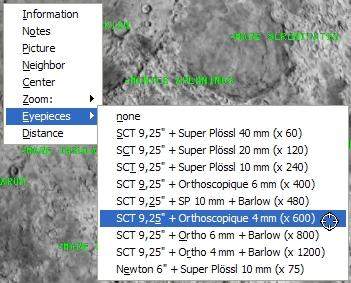 Information
Notes
Picture
Neighbor
Center
Zoom:
Eyepieces
Distance
none
SCT 9,25" + Super Plössl 40 mm (x 60)
SCT 9,25" + Super Plössl 20 mm (x 120)
SCT 9,25" + Super Plössl 10 mm (x 240)
SCT 9,25" + Orthoscopique 6 mm (x 400)
SCT 9,25" + SP 10 mm + Barlow (x 480)
SCT 9,25" + Orthoscopique 4 mm (x 600)
SCT 9,25" + Ortho 6 mm + Barlow (x 800)
SCT 9,25" + Ortho 4 mm + Barlow (x 1200)
Newton 6" + Super Plössl 10 mm (x 75)